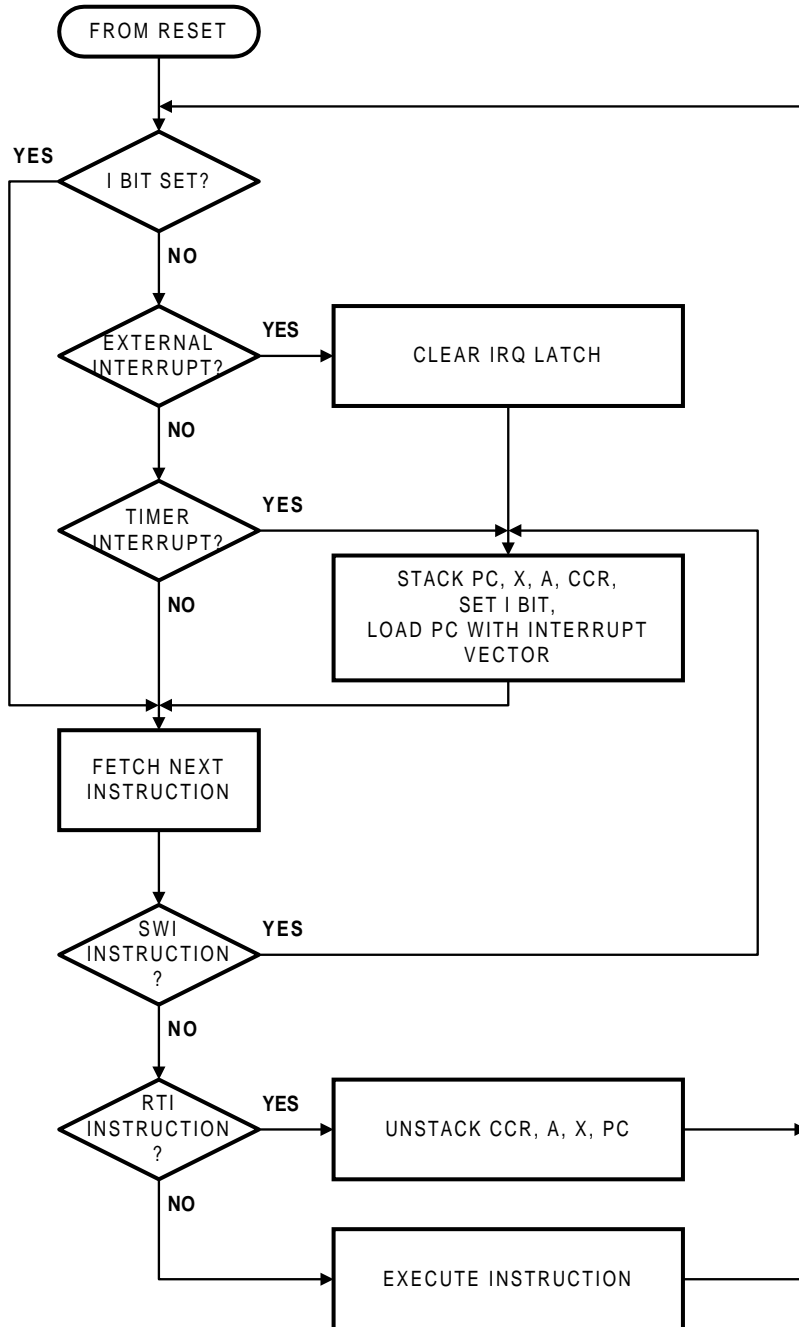 FROM RESET
YES
I BIT SET?
NO
EXTERNAL
INTERRUPT?
YES
CLEAR IRQ LATCH
NO
TIMER
INTERRUPT?
YES
STACK PC, X, A, CCR,
SET I BIT,
LOAD PC WITH INTERRUPT
VECTOR
NO
FETCH NEXT
INSTRUCTION
SWI
INSTRUCTION
?
YES
NO
RTI
INSTRUCTION
?
YES
UNSTACK CCR, A, X, PC
NO
EXECUTE INSTRUCTION